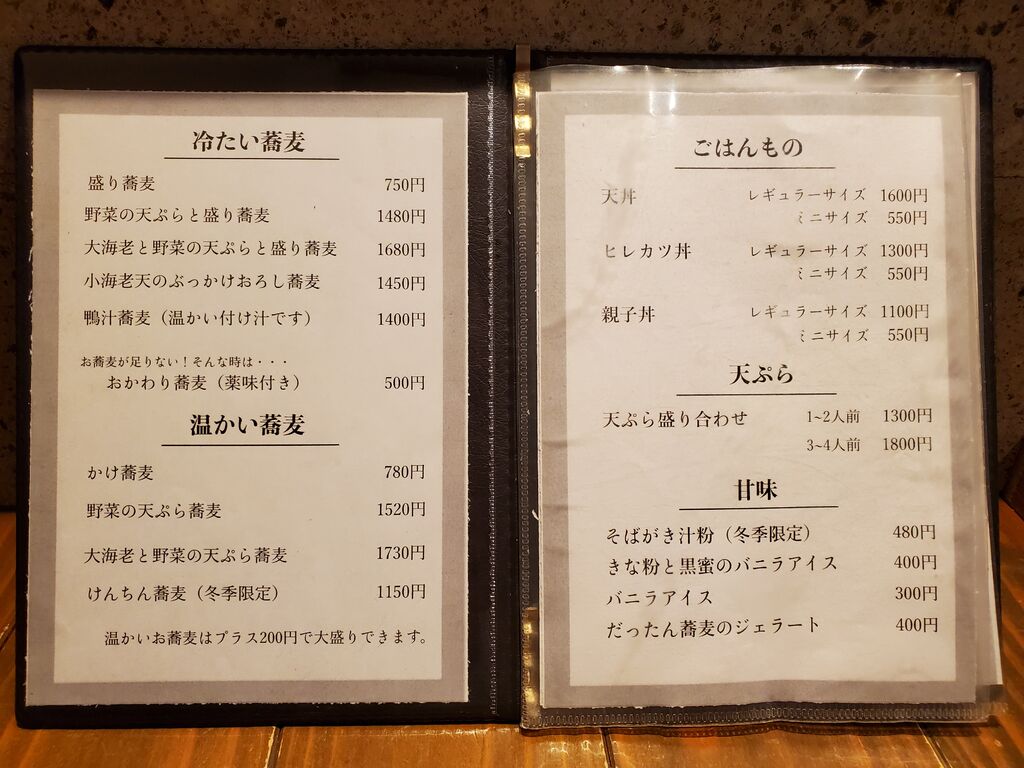 冷たい蕎麦
盛り蕎麦 750円
野菜の天ぷらと盛り蕎麦 1480円
大海老と野菜の天ぷらと盛り蕎麦 1680円
小海老天のぶっかけおろし蕎麦 1450円
鴨汁蕎麦（温かい付け汁です） 1400円
お蕎麦が足りない！そんな時は・・・
おかわり蕎麦（薬味付き） 500円
温かい蕎麦
かけ蕎麦 780円
野菜の天ぷら蕎麦 1520円
大海老と野菜の天ぷら蕎麦 1730円
けんちん蕎麦（冬季限定） 1150円
温かいお蕎麦はプラス200円で大盛りできます。
ごはんもの
天丼 レギュラーサイズ 1600円
ミニサイズ 550円
ヒレカツ丼 レギュラーサイズ 1300円
ミニサイズ 550円
親子丼 レギュラーサイズ 1100円
ミニサイズ 550円
天ぷら
天ぷら盛り合わせ 1~2人前 1300円
3~4人前 1800円
甘味
そばがき汁粉（冬季限定） 480円
きな粉と黒蜜のバニラアイス 400円
バニラアイス 300円
だったん蕎麦のジェラート 400円